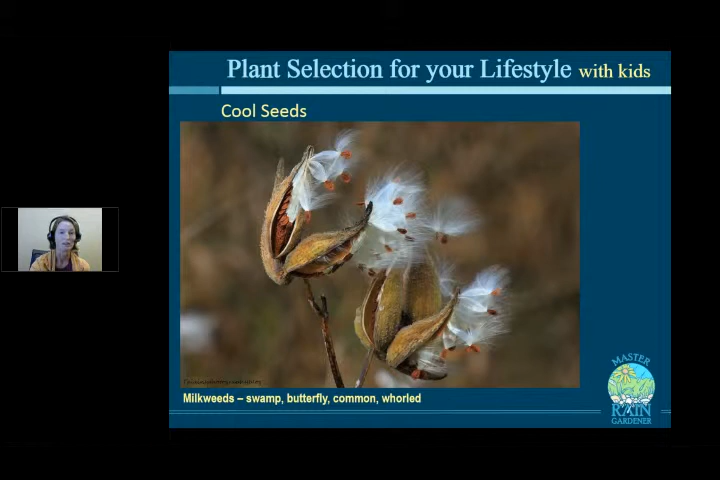 Plant Selection for your Lifestyle with kids
Cool Seeds
Milkweeds – swamp, butterfly, common, whorled
MASTER
RAIN
GARDENER